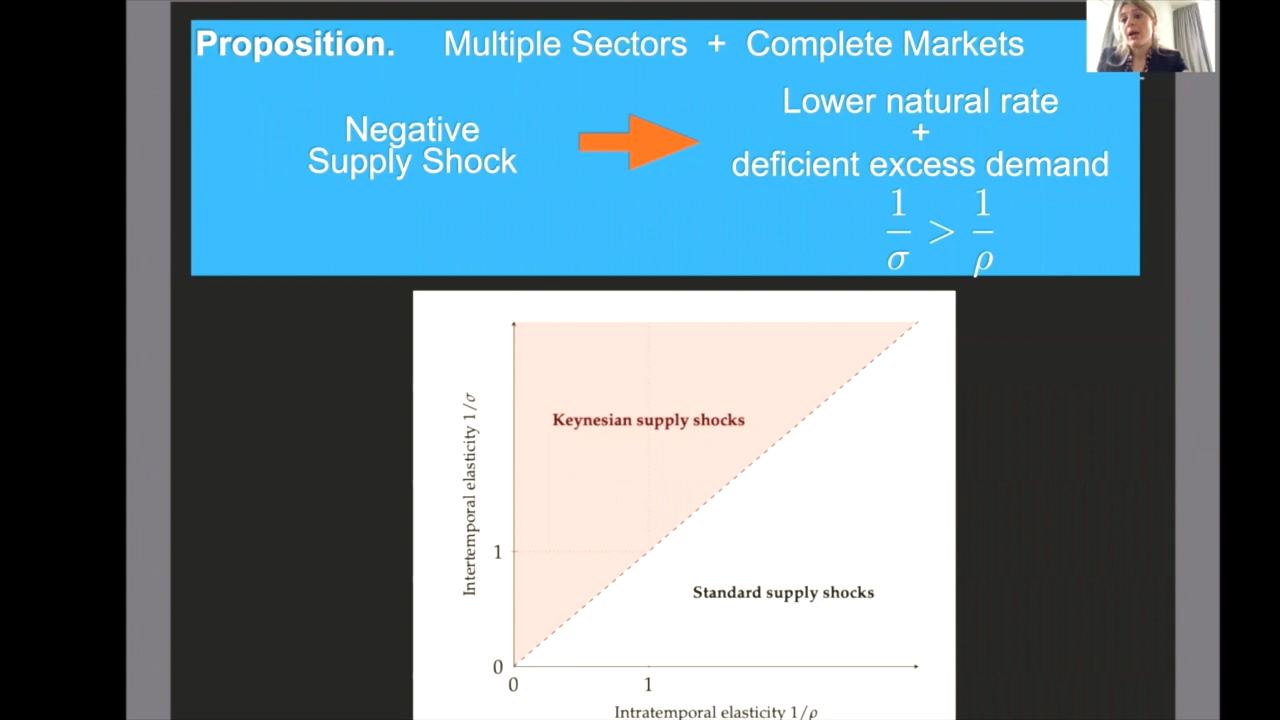 Proposition. Multiple Sectors + Complete Markets
Negative
Supply Shock
Lower natural rate
+
deficient excess demand
1/σ > 1/ρ
Intertemporal elasticity 1/σ
Keynesian supply shocks
1
Standard supply shocks
0
0 1
Intratemporal elasticity 1/ρ